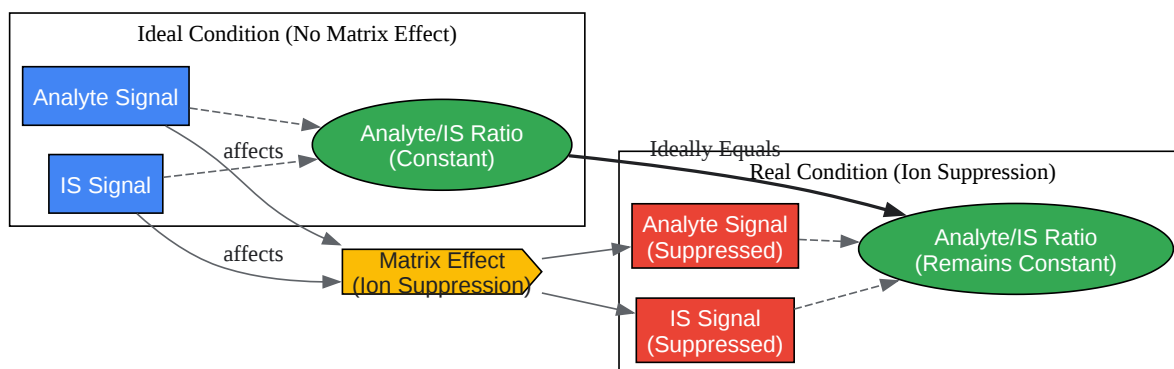 Ideal Condition (No Matrix Effect)
Analyte Signal
IS Signal
affects
affects
Analyte/IS Ratio
(Constant)
Matrix Effect
(Ion Suppression)
Ideally Equals
Real Condition (Ion Suppression)
Analyte Signal
(Suppressed)
IS Signal
(Suppressed)
Analyte/IS Ratio
(Remains Constant)